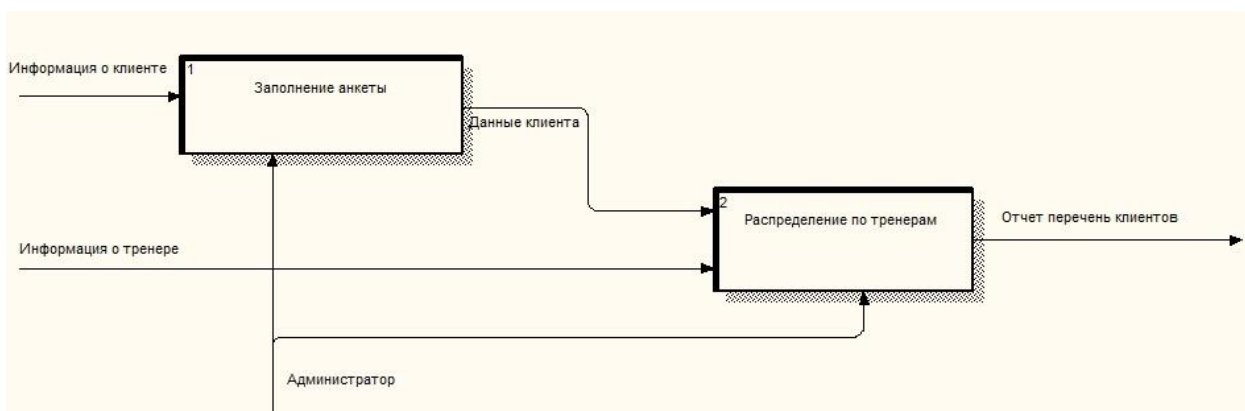 Информация о клиенте
1
Заполнение анкеты
Данные клиента
2
Распределение по тренерам
Отчет перечень клиентов
Информация о тренере
Администратор